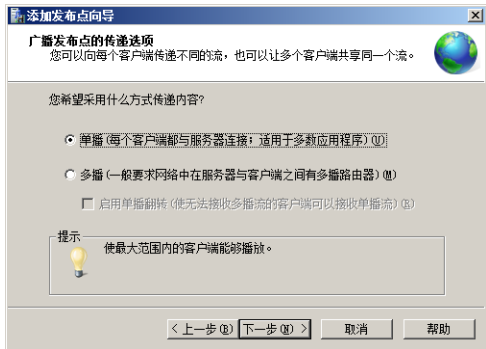 添加发布点向导
广播发布点的传递选项
您可以向每个客户端传递不同的流，也可以让多个客户端共享同一个流。
您希望采用什么方式传递内容?
单播(每个客户端都与服务器连接；适用于多数应用程序)(U)
多播(一般要求网络中在服务器与客户端之间有多播路由器)(M)
启用单播翻转(使无法接收多播流的客户端可以接收单播流)(E)
提示
使最大范围内的客户端能够播放。
< 上一步(B) 下一步(N) > 取消 帮助